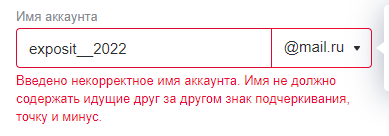 Имя аккаунта
exposit__2022 @mail.ru
Введено некорректное имя аккаунта. Имя не должно
содержать идущие друг за другом знак подчеркивания,
точку и минус.